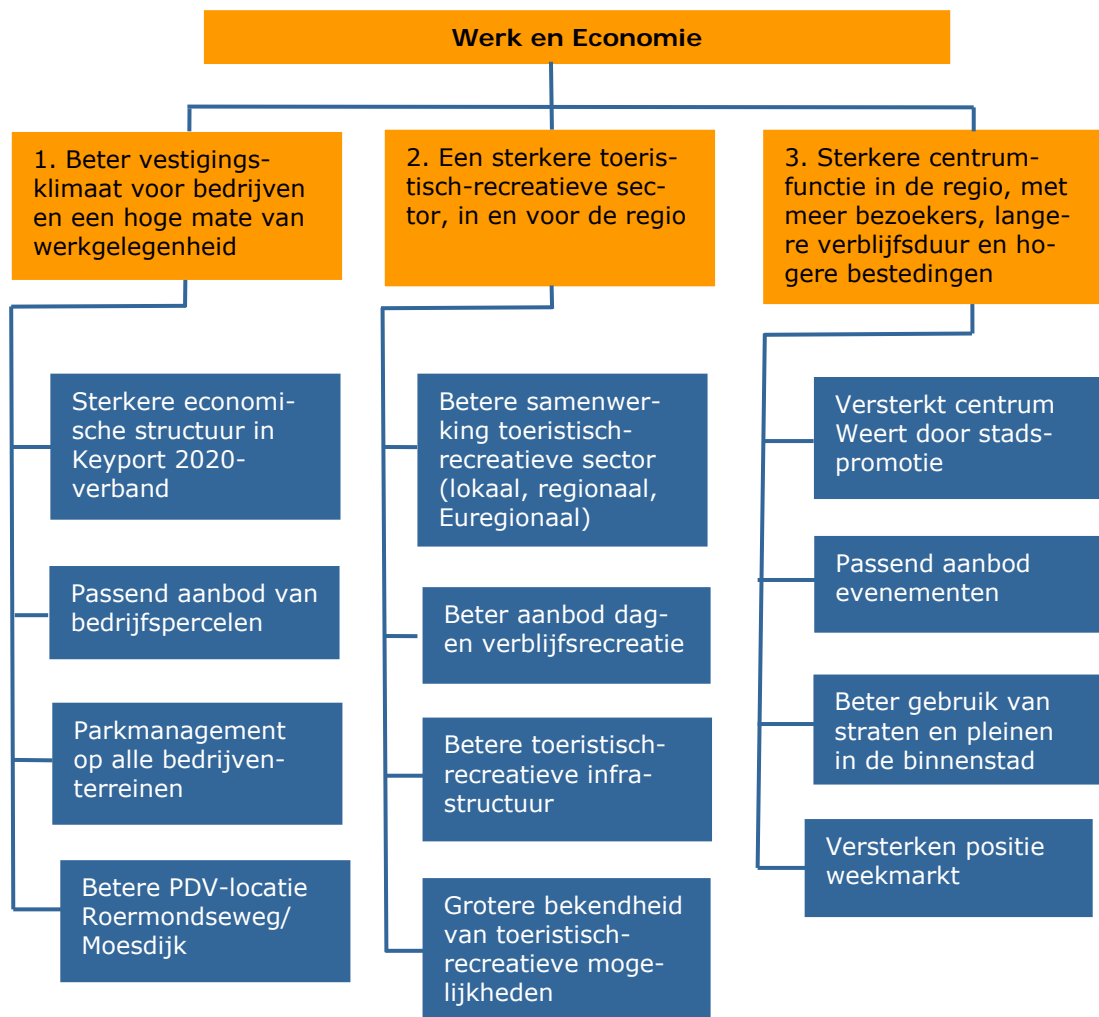 Werk en Economie
1. Beter vestigings-
klimaat voor bedrijven
en een hoge mate van
werkgelegenheid
Sterkere economi-
sche structuur in
Keyport 2020-
verband
Passend aanbod van
bedrijfspercelen
Parkmanagement
op alle bedrijven-
terreinen
Betere PDV-locatie
Roermondseweg/
Moesdijk
2. Een sterkere toeris-
tisch-recreatieve sec-
tor, in en voor de regio
Betere samenwer-
king toeristisch-
recreatieve sector
(lokaal, regionaal,
Euregionaal)
Beter aanbod dag-
en verblijfsrecreatie
Betere toeristisch-
recreatieve infra-
structuur
Grotere bekendheid
van toeristisch-
recreatieve moge-
lijkheden
3. Sterkere centrum-
functie in de regio, met
meer bezoekers, lange-
re verblijfsduur en ho-
gere bestedingen
Versterkt centrum
Weert door stads-
promotie
Passend aanbod
evenementen
Beter gebruik van
straten en pleinen
in de binnenstad
Versterken positie
weekmarkt